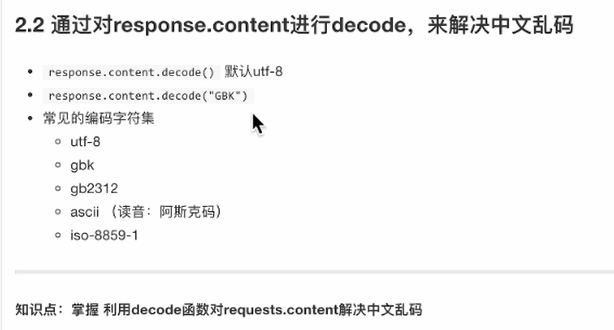 2.2 通过对response.content进行decode，来解决中文乱码
response.content.decode() 默认utf-8
response.content.decode("GBK")
常见的编码字符集
utf-8
gbk
gb2312
ascii （读音：阿斯克码）
iso-8859-1
知识点：掌握 利用decode函数对requests.content解决中文乱码